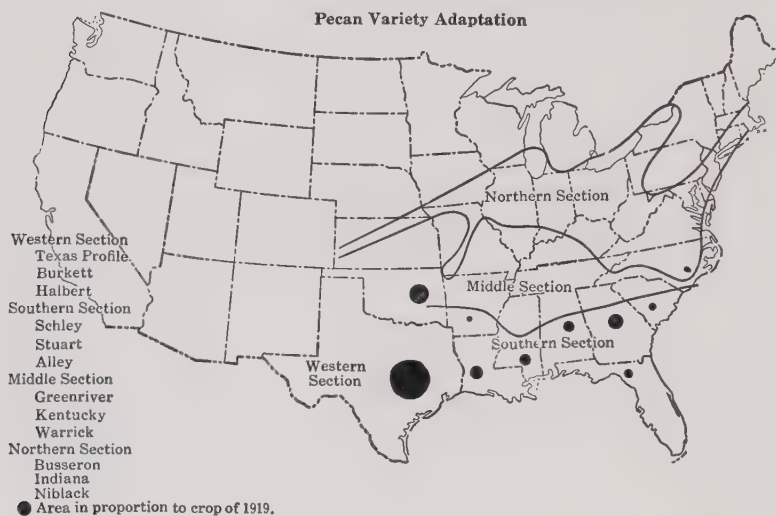 Pecan Variety Adaptation
Northern Section
Middle Section
Southern Section
Western
Section
Western Section
Texas Profile
Burkett
Halbert
Southern Section
Schley
Stuart
Alley
Middle Section
Greenriver
Kentucky
Warrick
Northern Section
Busseron
Indiana
Niblack
Area in proportion to crop of 1919.